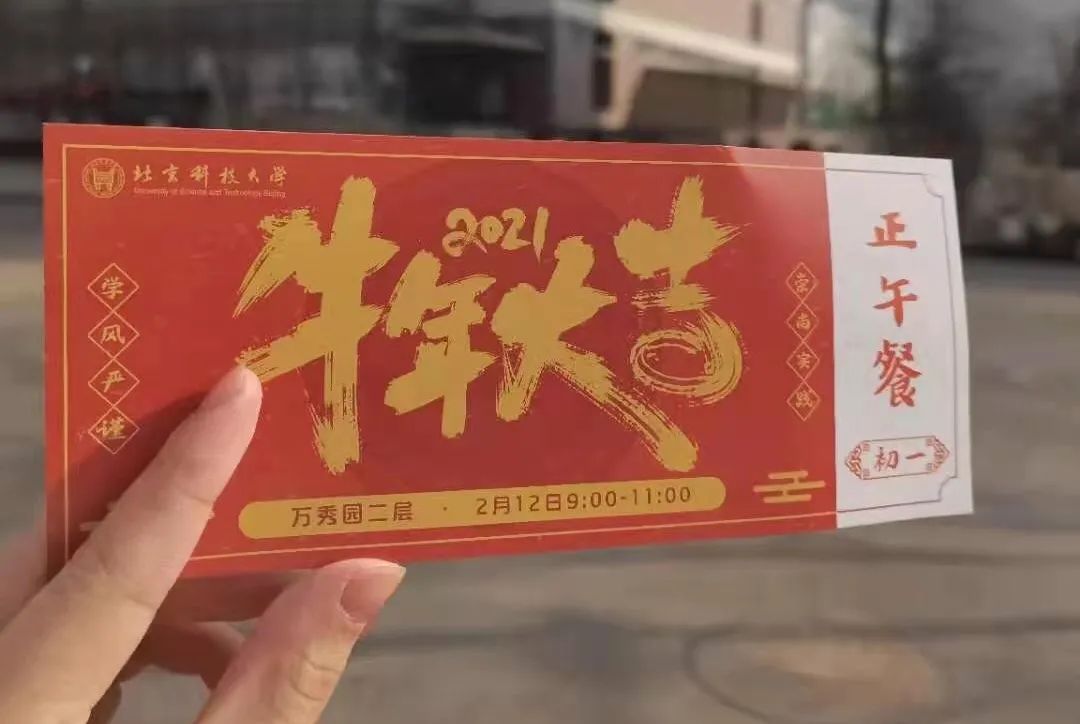 北京科技大学
University of Science and Technology Beijing
2021
牛年大吉
学风严谨
崇尚实践
万秀园二层 · 2月12日9:00-11:00
正午餐
初一